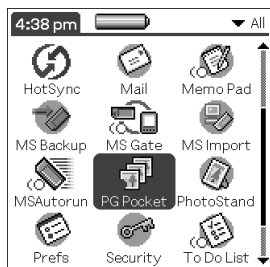 4:38 pm All
HotSync Mail Memo Pad
MS Backup MS Gate MS Import
MSAutorun PG Pocket PhotoStand
Prefs Security To Do List